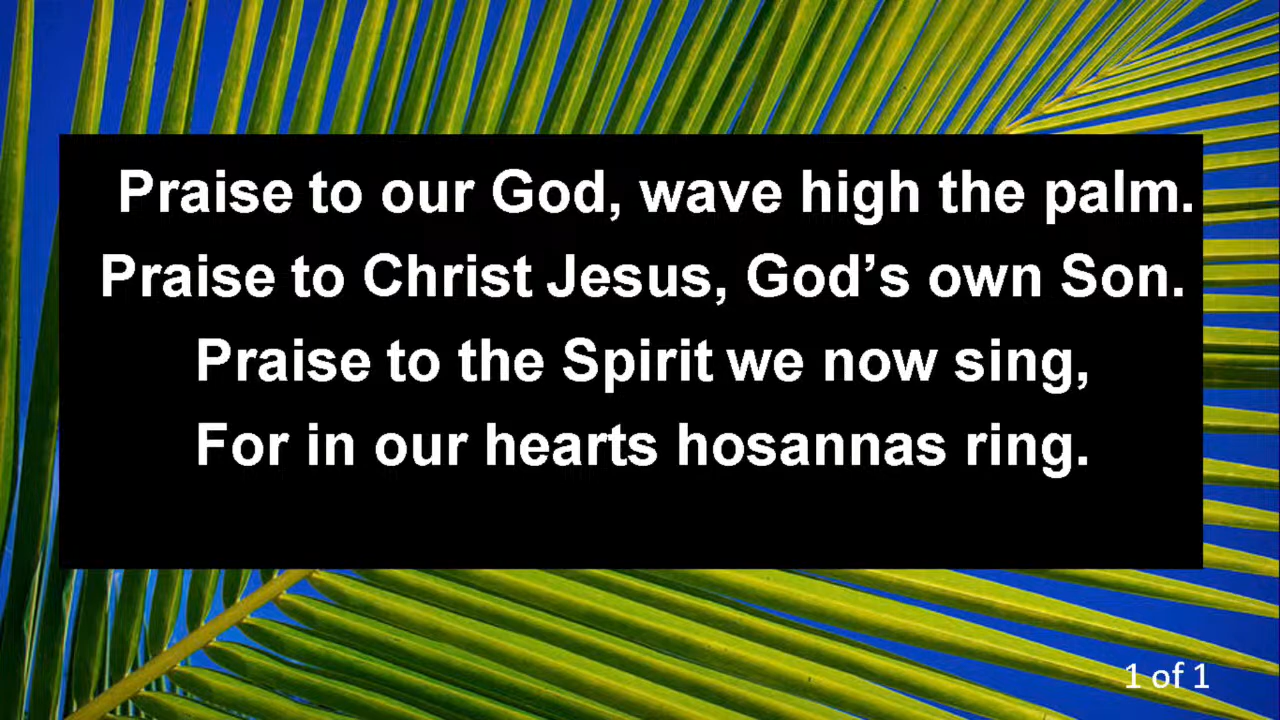 Praise to our God, wave high the palm.
Praise to Christ Jesus, God’s own Son.
Praise to the Spirit we now sing,
For in our hearts hosannas ring.
1 of 1